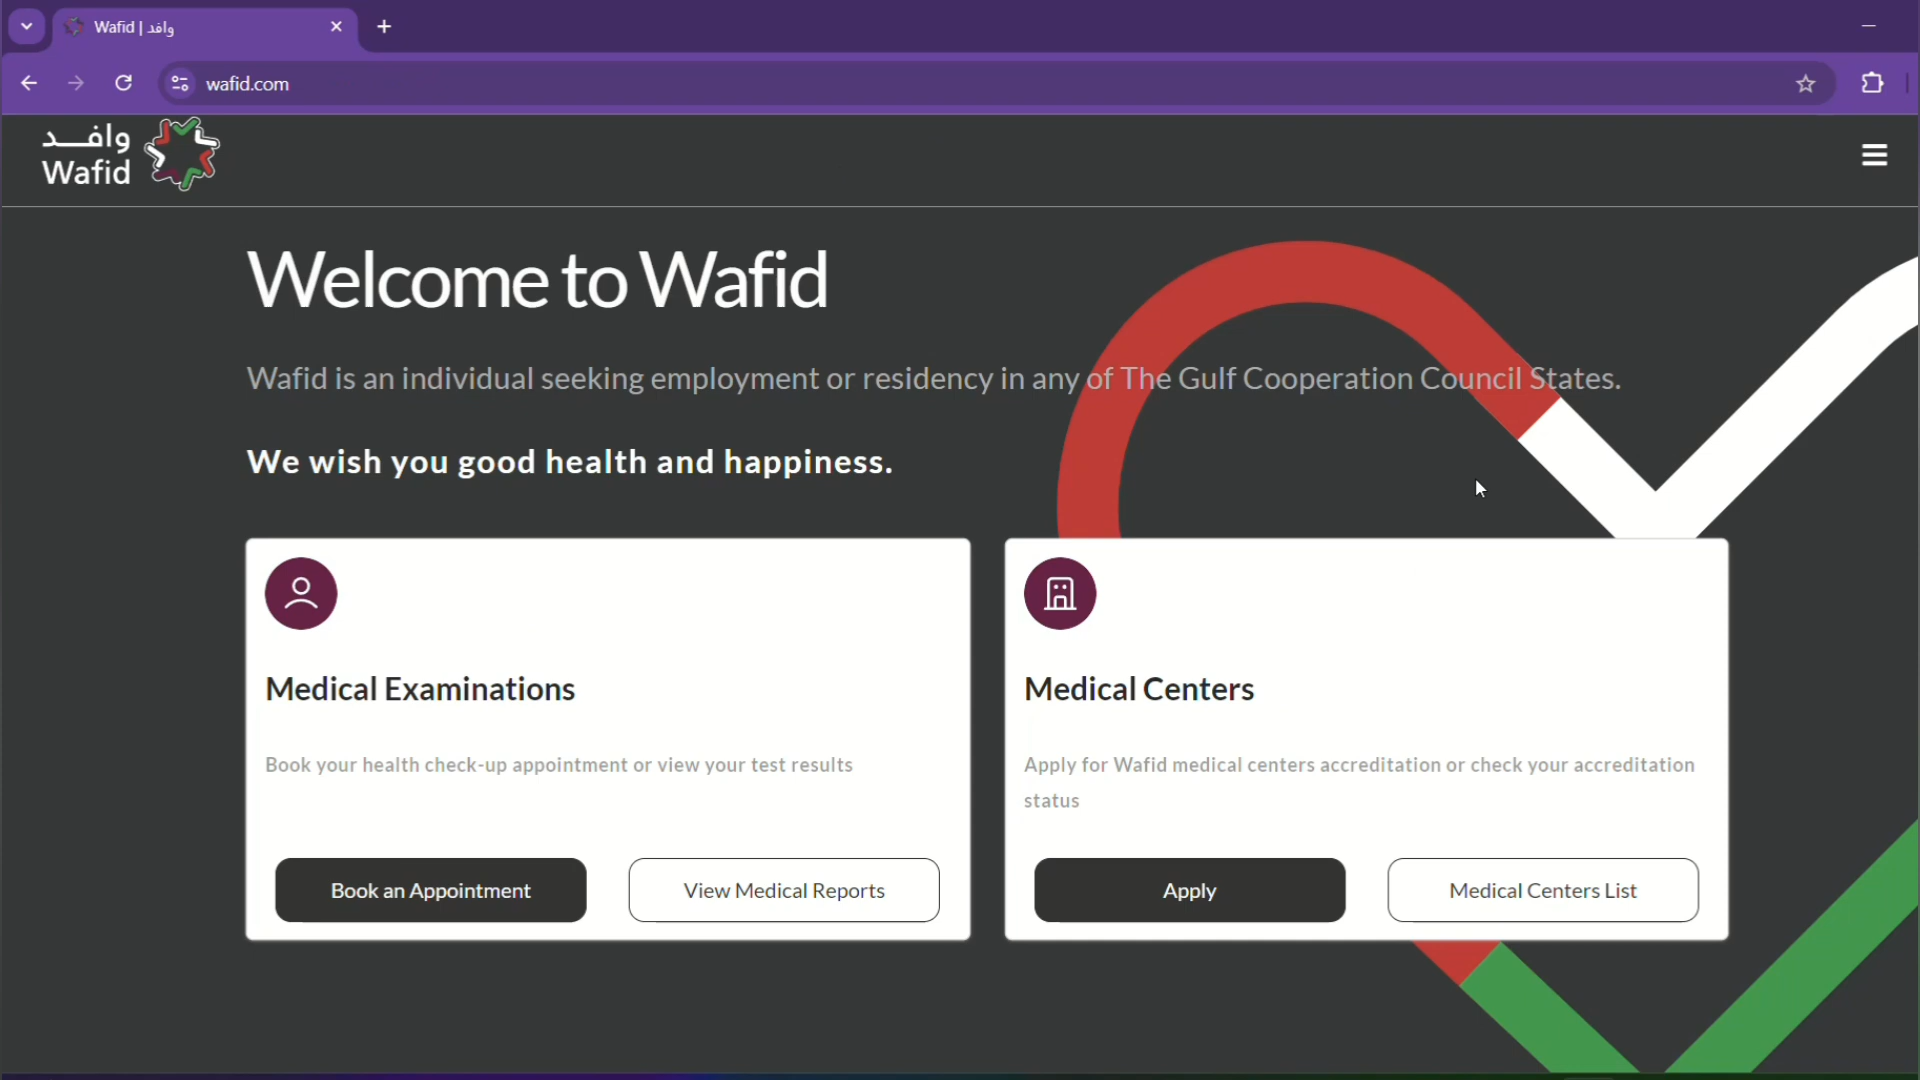 Wafid | وافد
wafid.com
وافــد
Wafid
Welcome to Wafid
Wafid is an individual seeking employment or residency in any of The Gulf Cooperation Council States.
We wish you good health and happiness.
Medical Examinations
Book your health check-up appointment or view your test results
Book an Appointment
View Medical Reports
Medical Centers
Apply for Wafid medical centers accreditation or check your accreditation
status
Apply
Medical Centers List